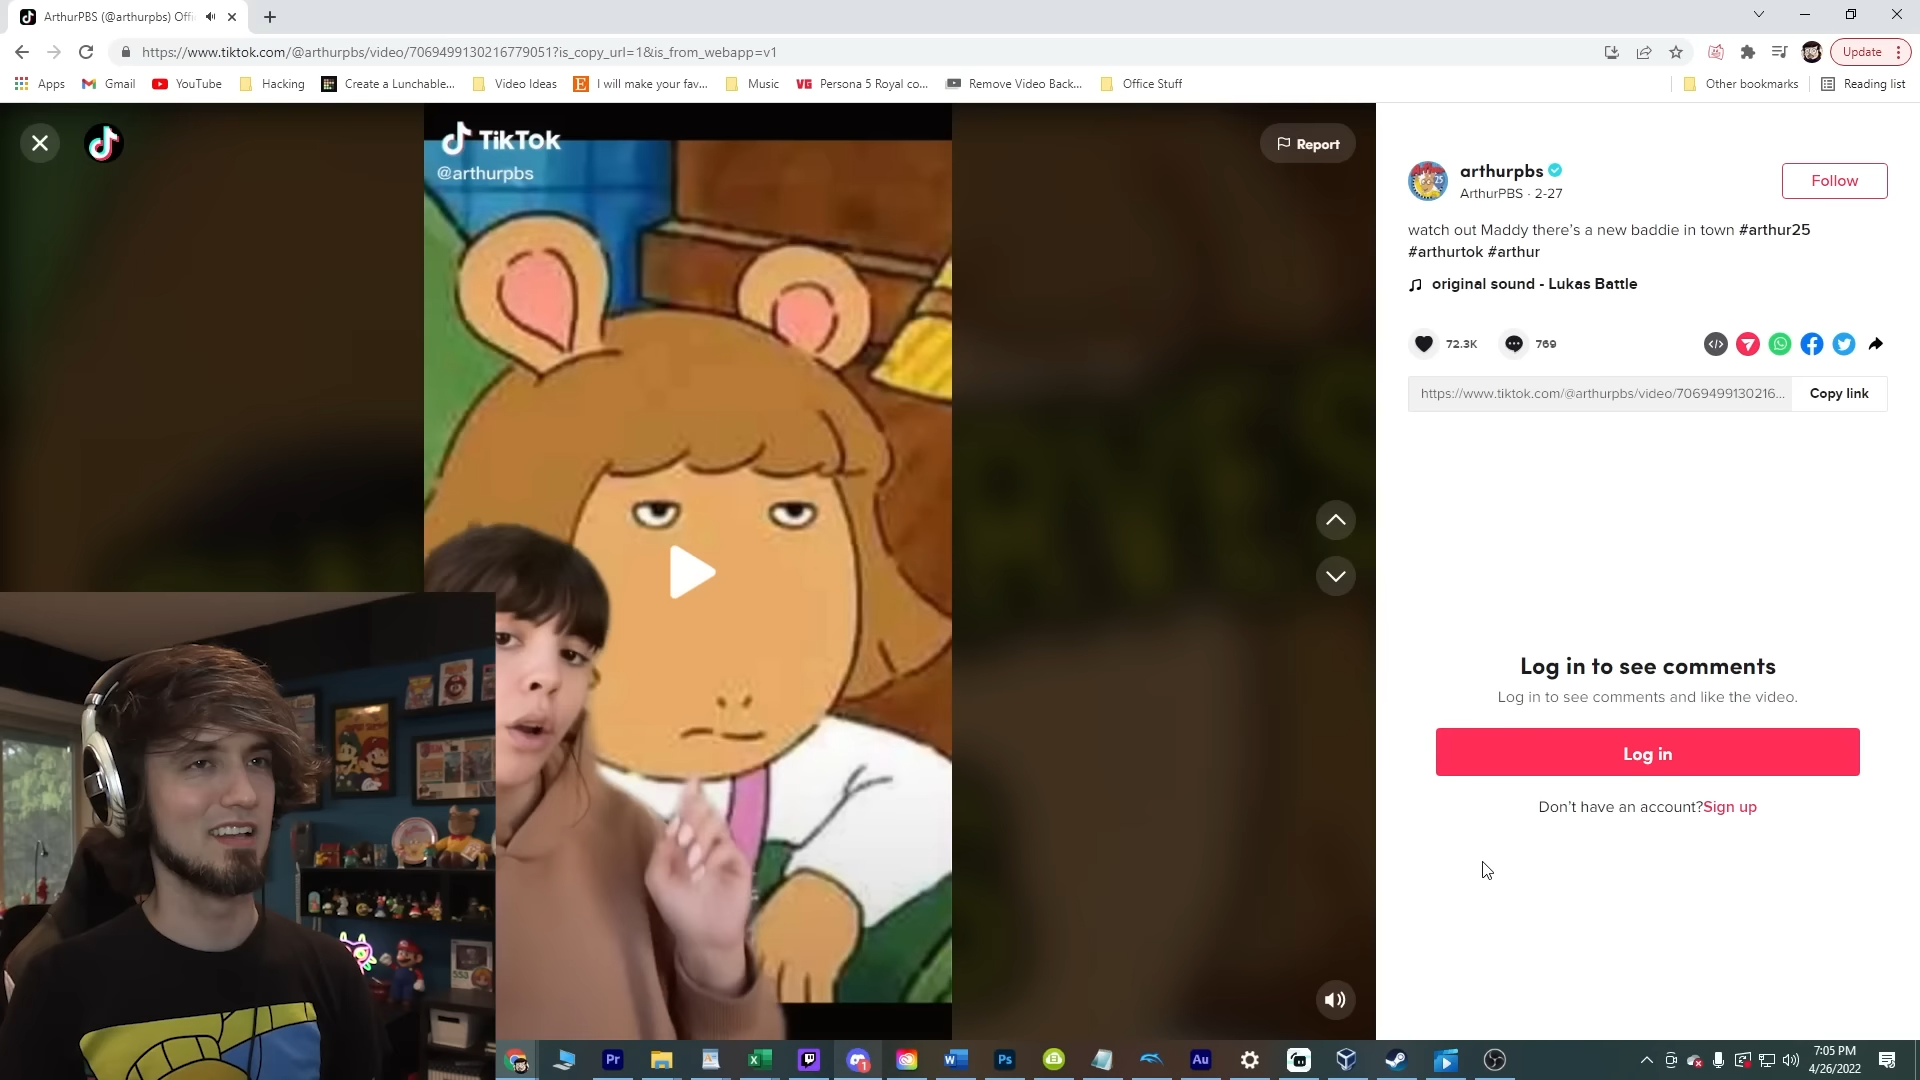 ArthurPBS (@arthurpbs) Offi
https://www.tiktok.com/@arthurpbs/video/7069499130216779051?is_copy_url=1&is_from_webapp=v1
Update
Apps
Gmail
YouTube
Hacking
Create a Lunchable...
Video Ideas
I will make your fav...
Music
Persona 5 Royal co...
Remove Video Back...
Office Stuff
Other bookmarks
Reading list
TikTok
@arthurpbs
Report
arthurpbs
ArthurPBS · 2-27
Follow
watch out Maddy there's a new baddie in town #arthur25
#arthurtok #arthur
original sound - Lukas Battle
72.3K
769
https://www.tiktok.com/@arthurpbs/video/7069499130216...
Copy link
Log in to see comments
Log in to see comments and like the video.
Log in
Don't have an account?Sign up
7:05 PM
4/26/2022